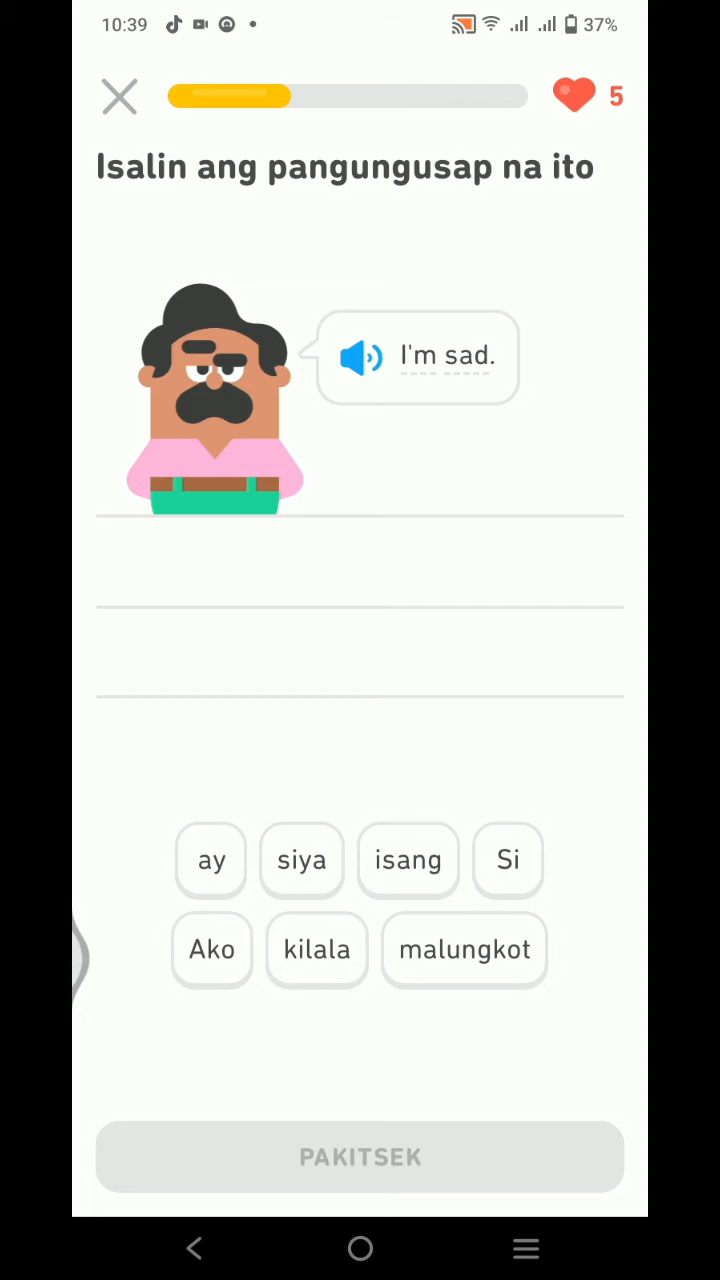 10:39 37%
5
Isalin ang pangungusap na ito
I'm sad.
ay siya isang Si
Ako kilala malungkot
PAKITSEK